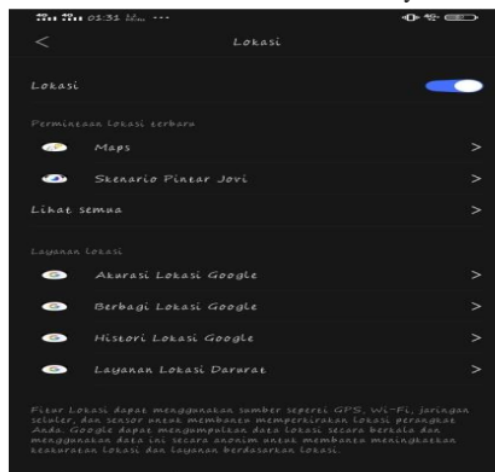 01:31 ...
< Lokasi
Lokasi
Permintaan lokasi terbaru
Maps >
Skenario Pintar Jovi >
Lihat semua >
Layanan lokasi
Akurasi Lokasi Google >
Berbagi Lokasi Google >
Histori Lokasi Google >
Layanan Lokasi Darurat >
Fitur Lokasi dapat menggunakan sumber seperti GPS, Wi-Fi, jaringan
seluler, dan sensor untuk membantu memperkirakan lokasi perangkat
Anda. Google dapat mengumpulkan data lokasi secara berkala dan
menggunakan data ini secara anonim untuk membantu meningkatkan
keakuratan lokasi dan layanan berdasarkan lokasi.